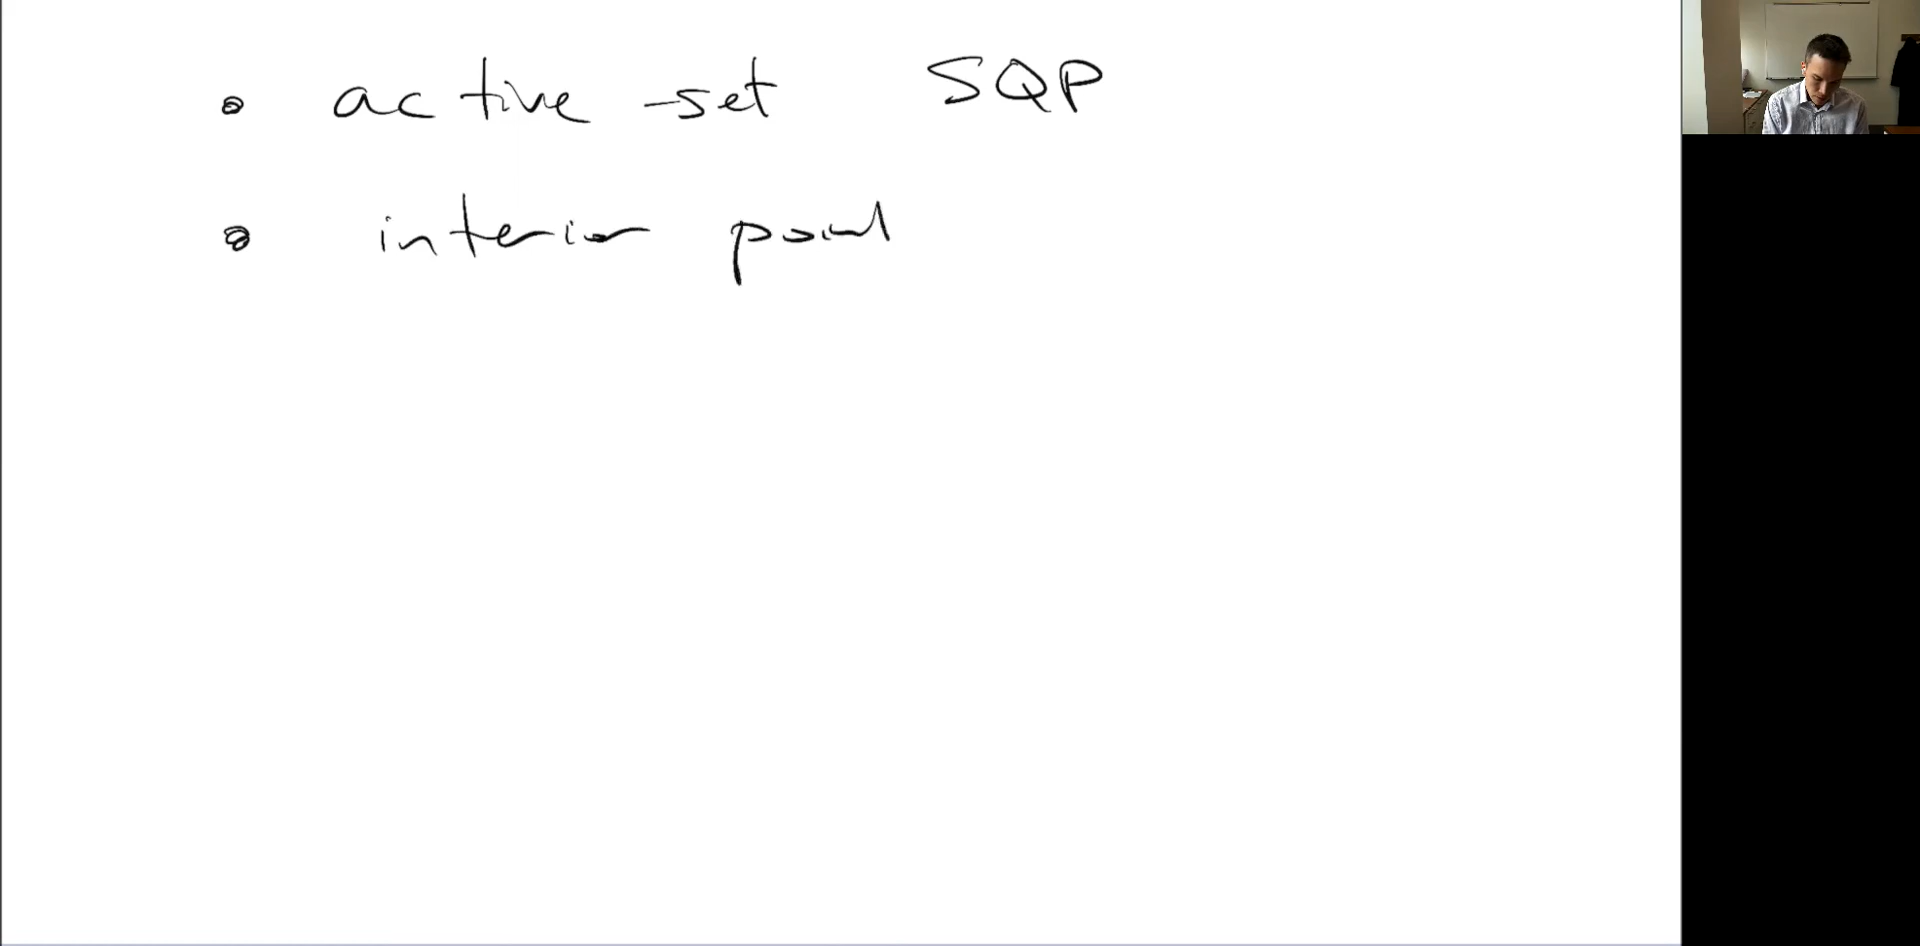 • active-set SQP
• interior point